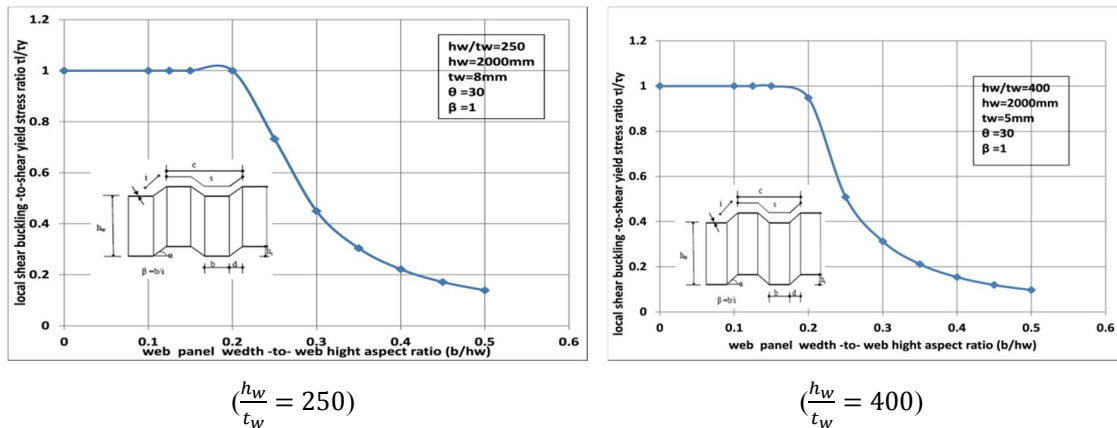 local shear buckling -to-shear yield stress ratio τl/τy
1.2
1
0.8
0.6
0.4
0.2
0
hw/tw=250
hw=2000mm
tw=8mm
θ =30
β =1
c
i
s
hw
α
b
d
β =b/i
0
0.1
0.2
0.3
0.4
0.5
0.6
web panel wedth -to- web hight aspect ratio (b/hw)
(hw/tw = 250)
local shear buckling -to-shear yield stress ratio τl/τy
1.2
1
0.8
0.6
0.4
0.2
0
hw/tw=400
hw=2000mm
tw=5mm
θ =30
β =1
c
i
s
hw
α
b
d
β =b/i
0
0.1
0.2
0.3
0.4
0.5
0.6
web panel wedth -to- web hight aspect ratio (b/hw)
(hw/tw = 400)